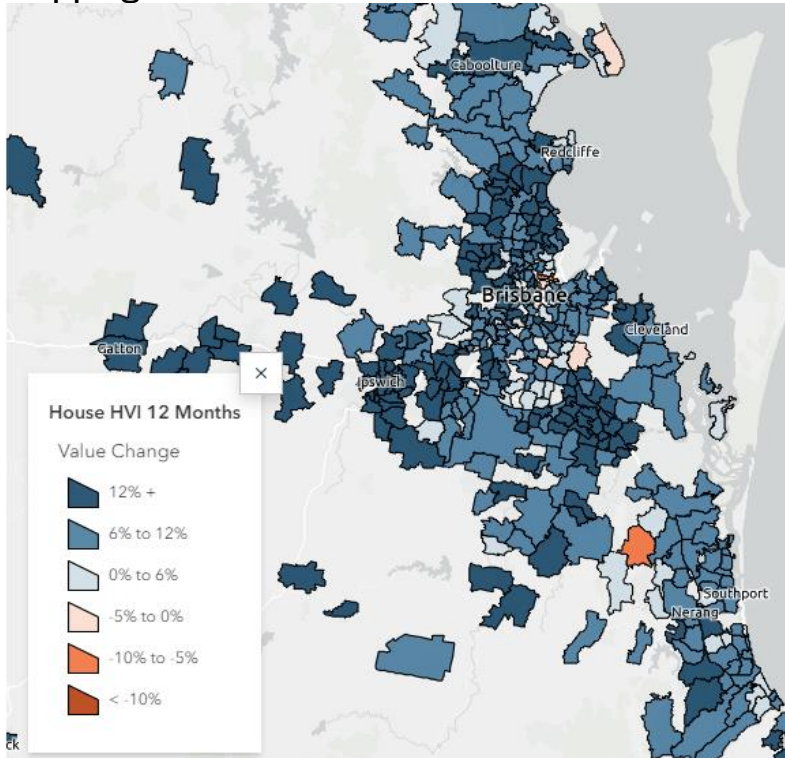 Caboolture
Redcliffe
Brisbane
Cleveland
Gatton
Ipswich
×
House HVI 12 Months
Value Change
12% +
6% to 12%
0% to 6%
-5% to 0%
-10% to -5%
< -10%
Southport
Nerang
ck